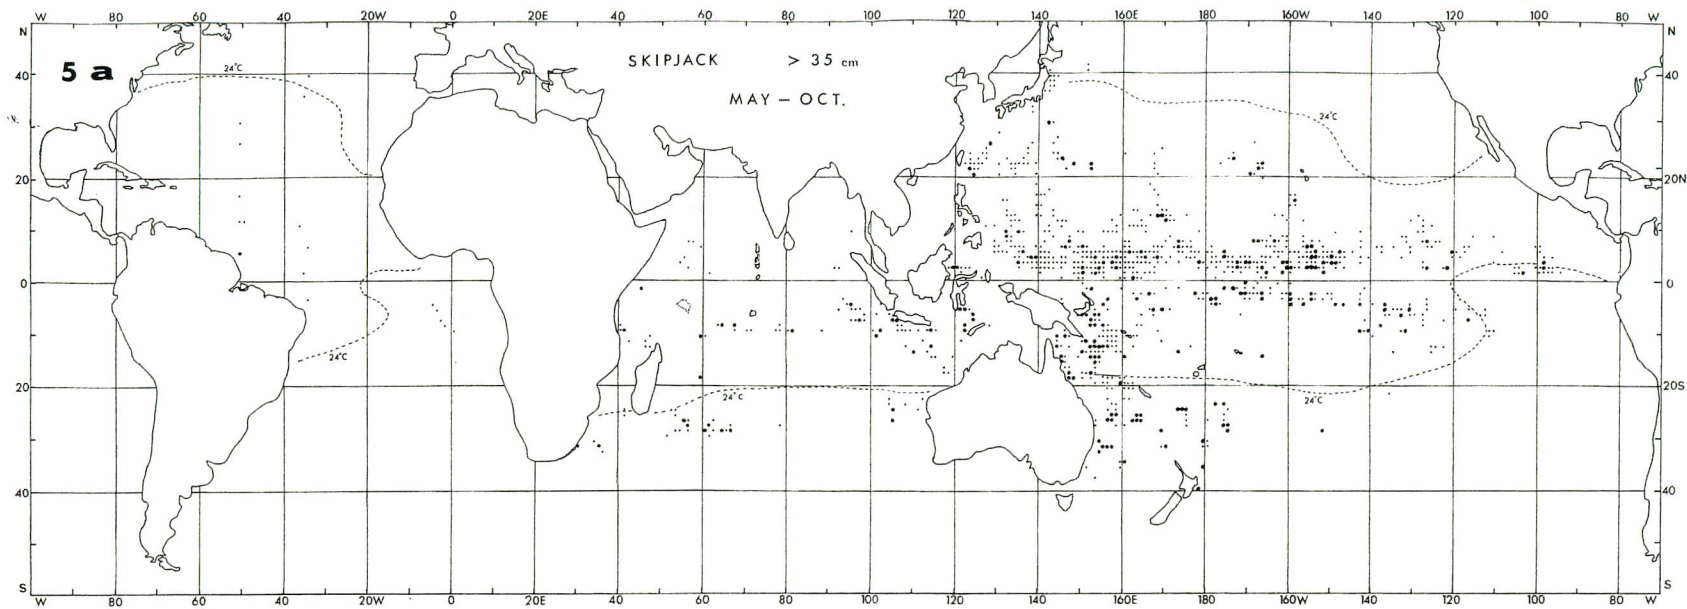 80 60 40 20W 0 20E 40 60 80 100 120 140 160E 180 160W 140 120 100 80 W
N N
5 a 24°C SKIPJACK > 35 cm
40 40
MAY – OCT.
24°C
20 20N
0 0
24°C
20 20S
24°C 24°C
40 40
S S
W 80 60 40 20W 0 20E 40 60 80 100 120 140 160E 180 160W 140 120 100 80 W